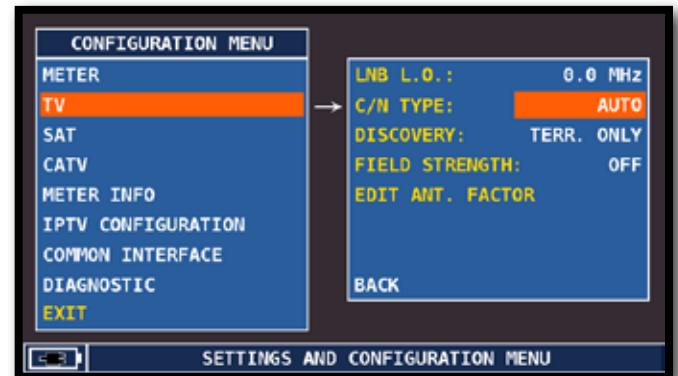 CONFIGURATION MENU
METER
TV
SAT
CATV
METER INFO
IPTV CONFIGURATION
COMMON INTERFACE
DIAGNOSTIC
EXIT
→
LNB L.O.: 0.0 MHz
C/N TYPE: AUTO
DISCOVERY: TERR. ONLY
FIELD STRENGTH: OFF
EDIT ANT. FACTOR
BACK
SETTINGS AND CONFIGURATION MENU